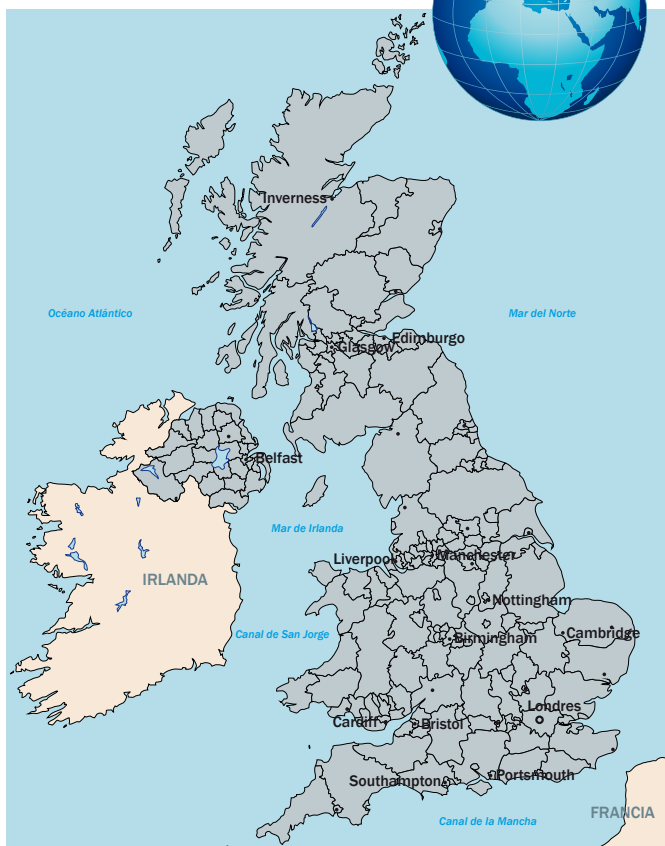 Inverness
Océano Atlántico
Mar del Norte
Edimburgo
Glasgow
Belfast
Mar de Irlanda
Liverpool
Manchester
IRLANDA
Nottingham
Canal de San Jorge
Birmingham
Cambridge
Londres
Cardiff
Bristol
Southampton
Portsmouth
FRANCIA
Canal de la Mancha